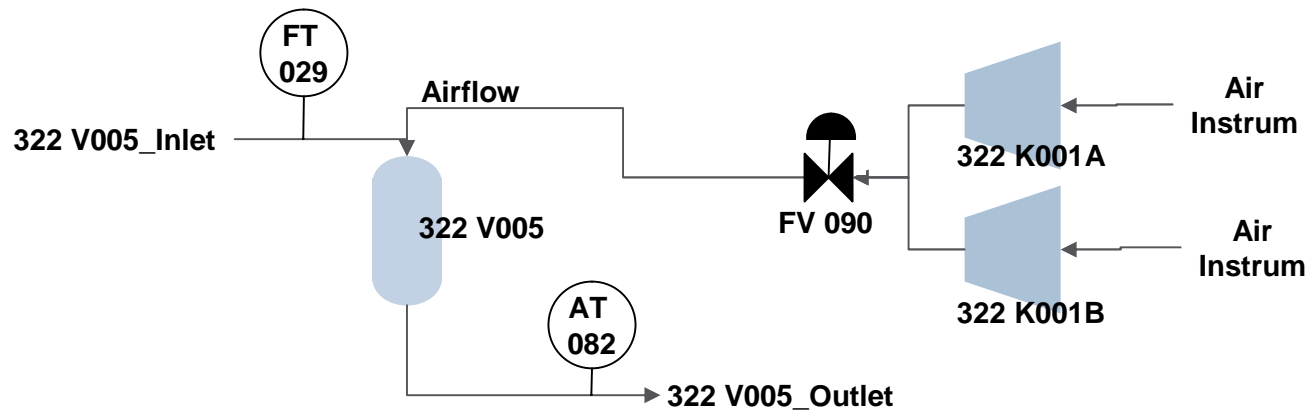 FT
029
Airflow
322 V005_Inlet
Air
Instrum
322 K001A
322 V005
FV 090
Air
Instrum
AT
082
322 K001B
322 V005_Outlet